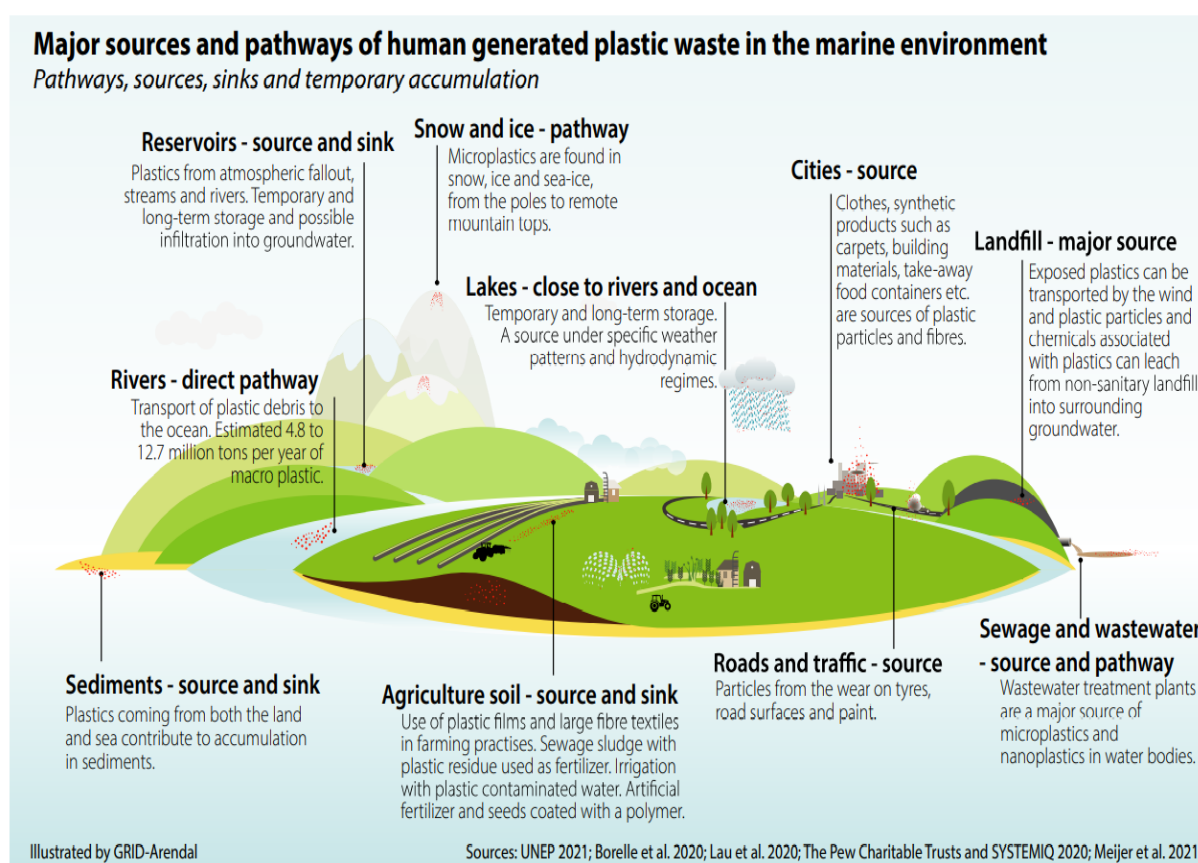 Major sources and pathways of human generated plastic waste in the marine environment
Pathways, sources, sinks and temporary accumulation
Reservoirs - source and sink
Plastics from atmospheric fallout,
streams and rivers. Temporary and
long-term storage and possible
infiltration into groundwater.
Snow and ice - pathway
Microplastics are found in
snow, ice and sea-ice,
from the poles to remote
mountain tops.
Cities - source
Clothes, synthetic
products such as
carpets, building
materials, take-away
food containers etc.
are sources of plastic
particles and fibres.
Landfill - major source
Exposed plastics can be
transported by the wind
and plastic particles and
chemicals associated
with plastics can leach
from non-sanitary landfill
into surrounding
groundwater.
Lakes - close to rivers and ocean
Temporary and long-term storage.
A source under specific weather
patterns and hydrodynamic
regimes.
Rivers - direct pathway
Transport of plastic debris to
the ocean. Estimated 4.8 to
12.7 million tons per year of
macro plastic.
Sediments - source and sink
Plastics coming from both the land
and sea contribute to accumulation
in sediments.
Agriculture soil - source and sink
Use of plastic films and large fibre textiles
in farming practises. Sewage sludge with
plastic residue used as fertilizer. Irrigation
with plastic contaminated water. Artificial
fertilizer and seeds coated with a polymer.
Roads and traffic - source
Particles from the wear on tyres,
road surfaces and paint.
Sewage and wastewater
- source and pathway
Wastewater treatment plants
are a major source of
microplastics and
nanoplastics in water bodies.
Illustrated by GRID-Arendal
Sources: UNEP 2021; Borelle et al. 2020; Lau et al. 2020; The Pew Charitable Trusts and SYSTEMIQ 2020; Meijer et al. 2021